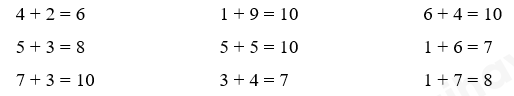 4 + 2 = 6 1 + 9 = 10 6 + 4 = 10
5 + 3 = 8 5 + 5 = 10 1 + 6 = 7
7 + 3 = 10 3 + 4 = 7 1 + 7 = 8